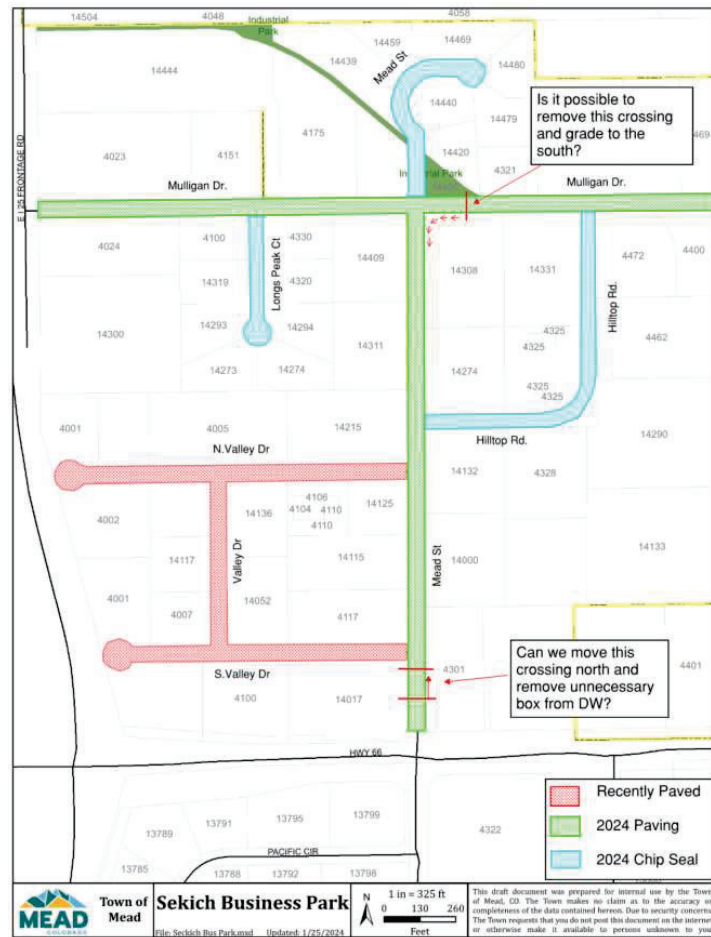 14504
4048
Industrial
Park
4058
14459
14469
14444
14439
Mead St
14480
14440
14479
Is it possible to
remove this crossing
and grade to the
south?
4175
4023
4151
14420
4321
Industrial Park
Mulligan Dr.
Mulligan Dr.
E I 25 FRONTAGE RD
4024
4100
4330
14409
14308
14331
4472
4400
14319
4320
Longs Peak Ct
Hilltop Rd.
14300
14293
14294
14311
4325
4325
4462
14273
14274
14274
4325
4325
4001
4005
14215
Hilltop Rd.
14290
N.Valley Dr
14132
4328
4002
14136
4106
4104
4110
4110
14125
Valley Dr
Mead St
14117
14115
14000
14133
4001
14052
4007
4117
S.Valley Dr
4301
4401
Can we move this
crossing north and
remove unnecessary
box from DW?
4100
14017
HWY 66
13789
13791
13795
13799
4322
PACIFIC CIR
13785
13788
13792
13798
Recently Paved
2024 Paving
2024 Chip Seal
MEAD
COLORADO
Town of
Mead
Sekich Business Park
File: Sekich Bus Park.mxd Updated: 1/25/2024
N
1 in = 325 ft
0 130 260
Feet
This draft document was prepared for internal use by the Town
of Mead, CO. The Town makes no claim as to the accuracy or
completeness of the data contained hereon. Due to security concerns
The Town requests that you do not post this document on the internet
or otherwise make it available to persons unknown to you